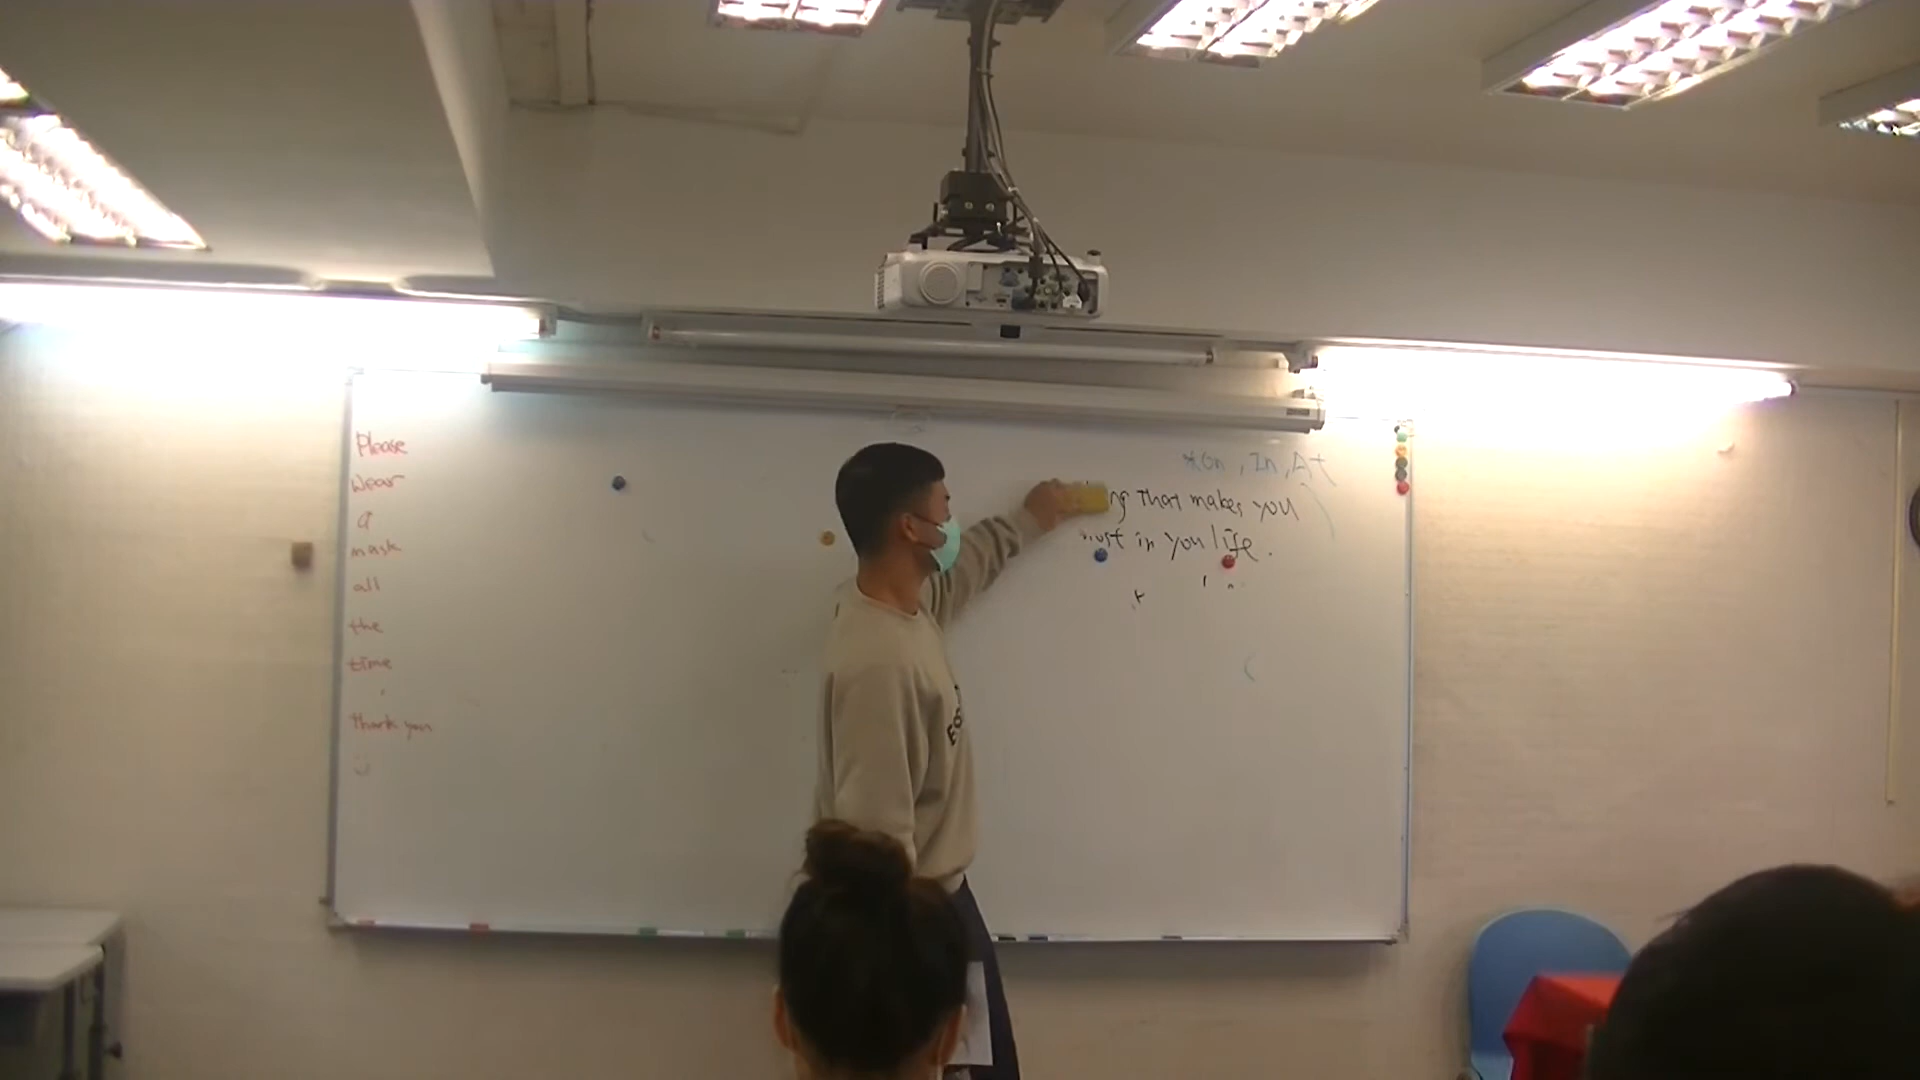 Please
Wear
a
mask
all
the
time
,
thank you
*On, In, At
that makes you
in you life.